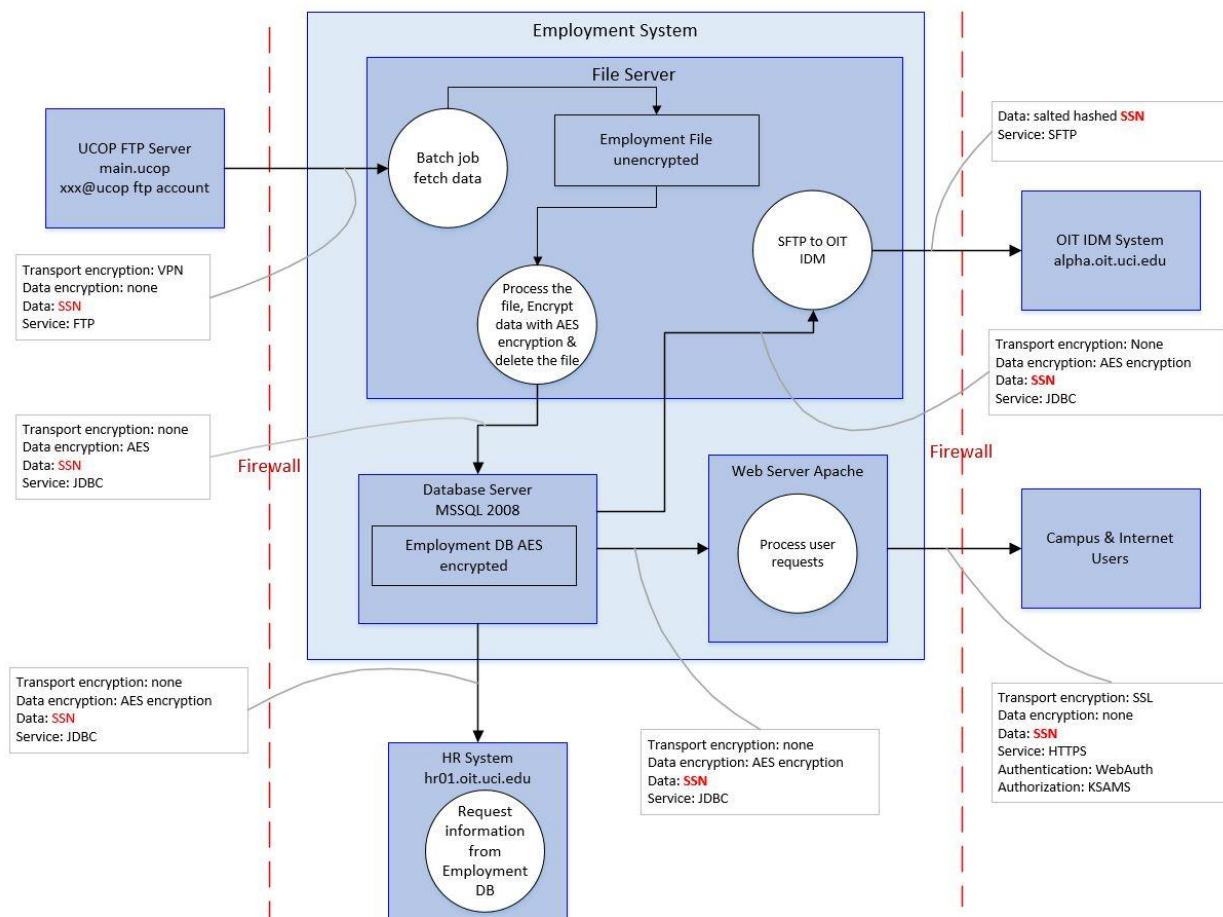 Employment System
File Server
UCOP FTP Server
main.ucop
xxx@ucop ftp account
Batch job
fetch data
Employment File
unencrypted
Data: salted hashed SSN
Service: SFTP
SFTP to OIT
IDM
OIT IDM System
alpha.oit.uci.edu
Transport encryption: VPN
Data encryption: none
Data: SSN
Service: FTP
Process the
file, Encrypt
data with AES
encryption &
delete the file
Transport encryption: None
Data encryption: AES encryption
Data: SSN
Service: JDBC
Transport encryption: none
Data encryption: AES
Data: SSN
Service: JDBC
Firewall
Firewall
Database Server
MSSQL 2008
Employment DB AES
encrypted
Web Server Apache
Process user
requests
Campus & Internet
Users
Transport encryption: none
Data encryption: AES encryption
Data: SSN
Service: JDBC
HR System
hr01.oit.uci.edu
Request
information
from
Employment
DB
Transport encryption: none
Data encryption: AES encryption
Data: SSN
Service: JDBC
Transport encryption: SSL
Data encryption: none
Data: SSN
Service: HTTPS
Authentication: WebAuth
Authorization: KSAMS